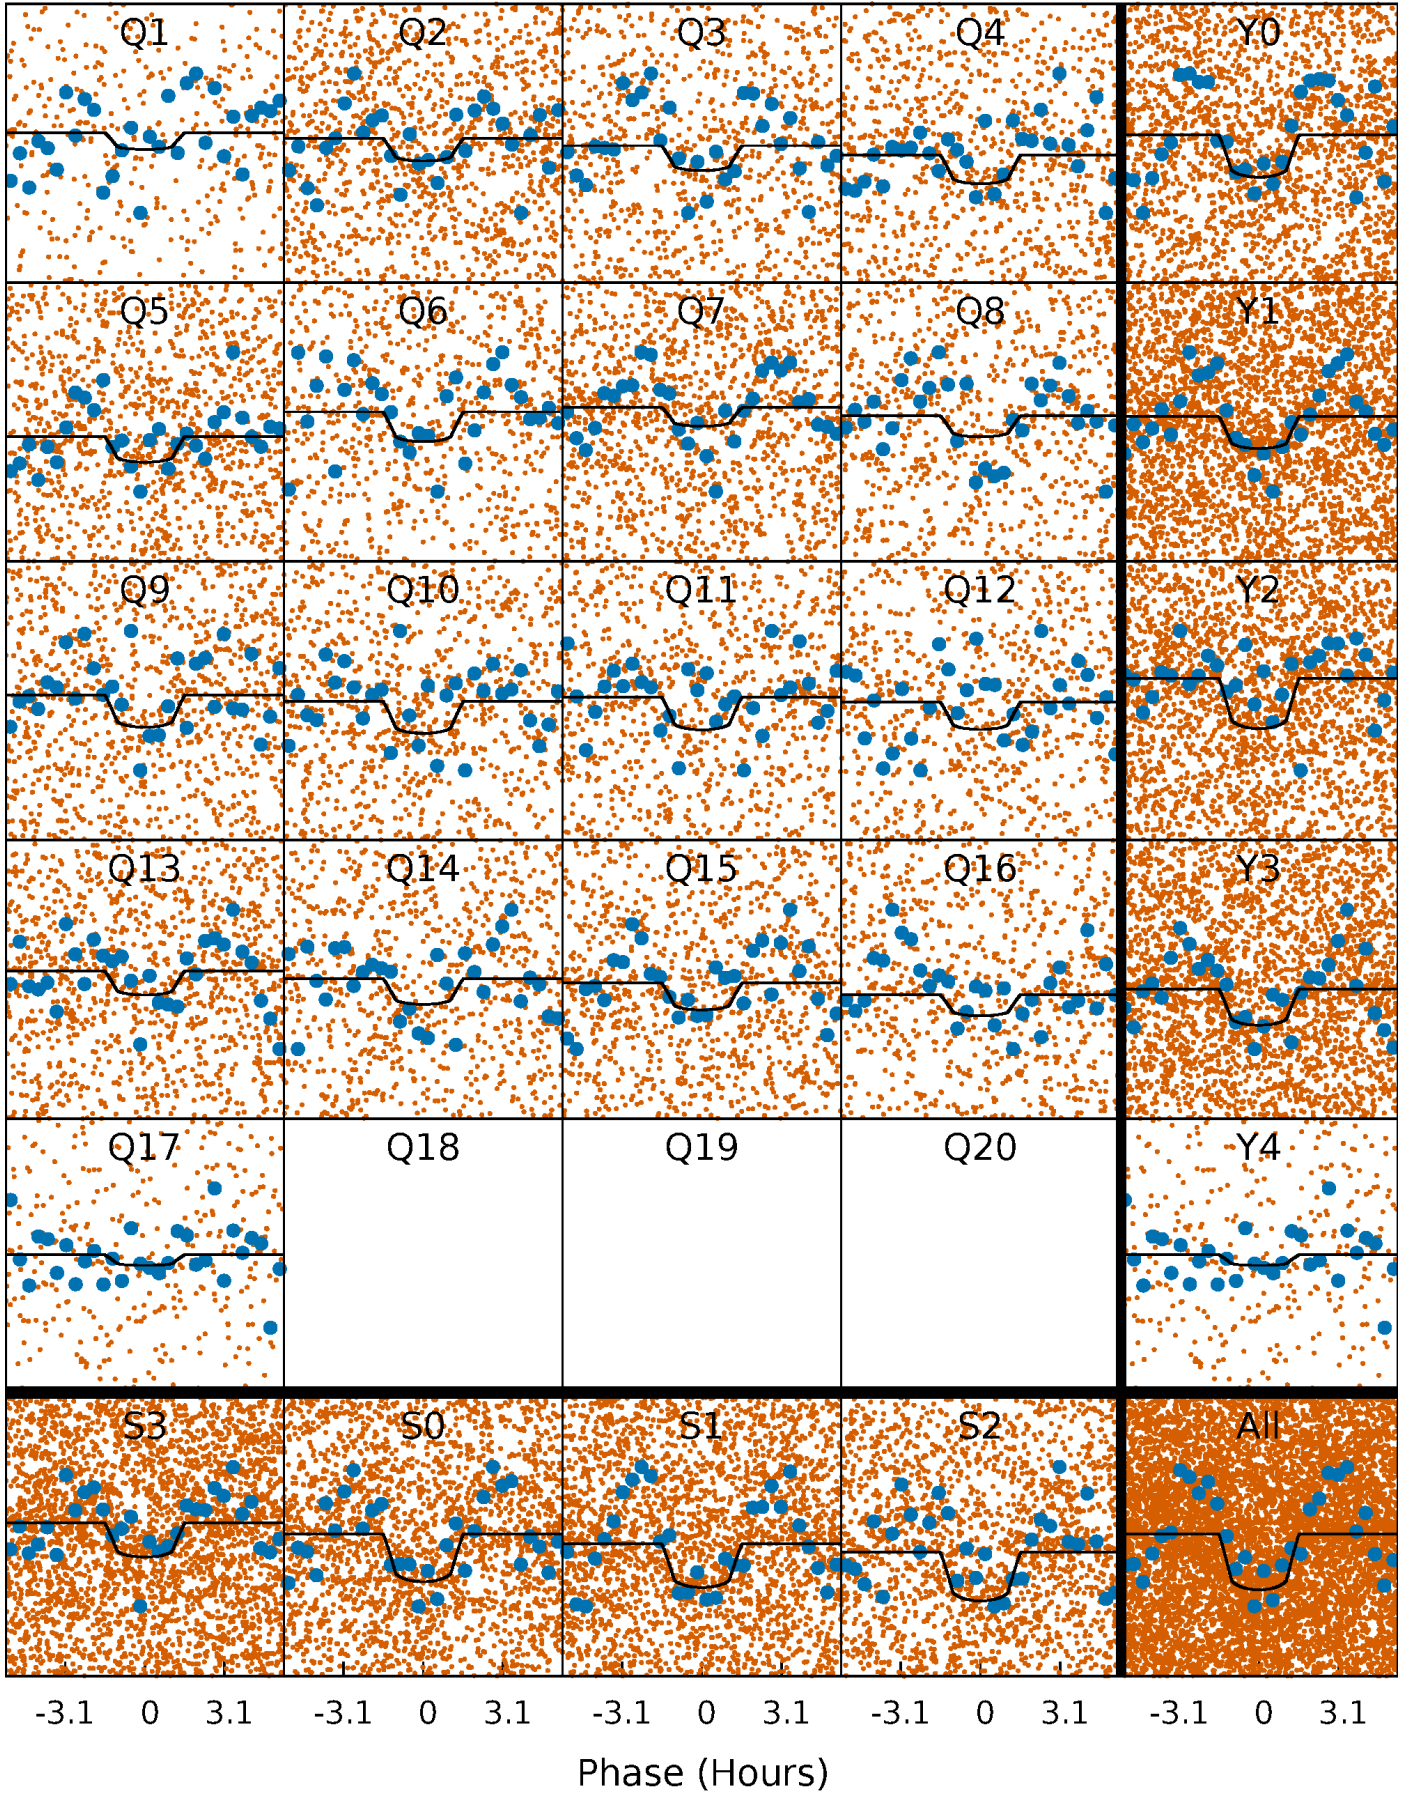 Q1 Q2 Q3 Q4 Y0
Q5 Q6 Q7 Q8 Y1
Q9 Q10 Q11 Q12 Y2
Q13 Q14 Q15 Q16 Y3
Q17 Q18 Q19 Q20 Y4
S3 S0 S1 S2 All
-3.1 0 3.1 -3.1 0 3.1 -3.1 0 3.1 -3.1 0 3.1 -3.1 0 3.1
Phase (Hours)